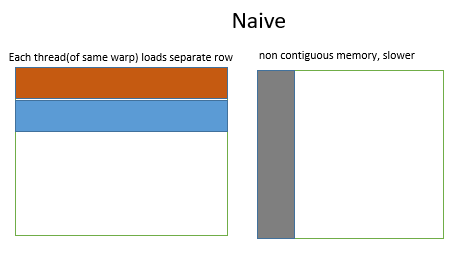 Naive
Each thread(of same warp) loads separate row
non contiguous memory, slower